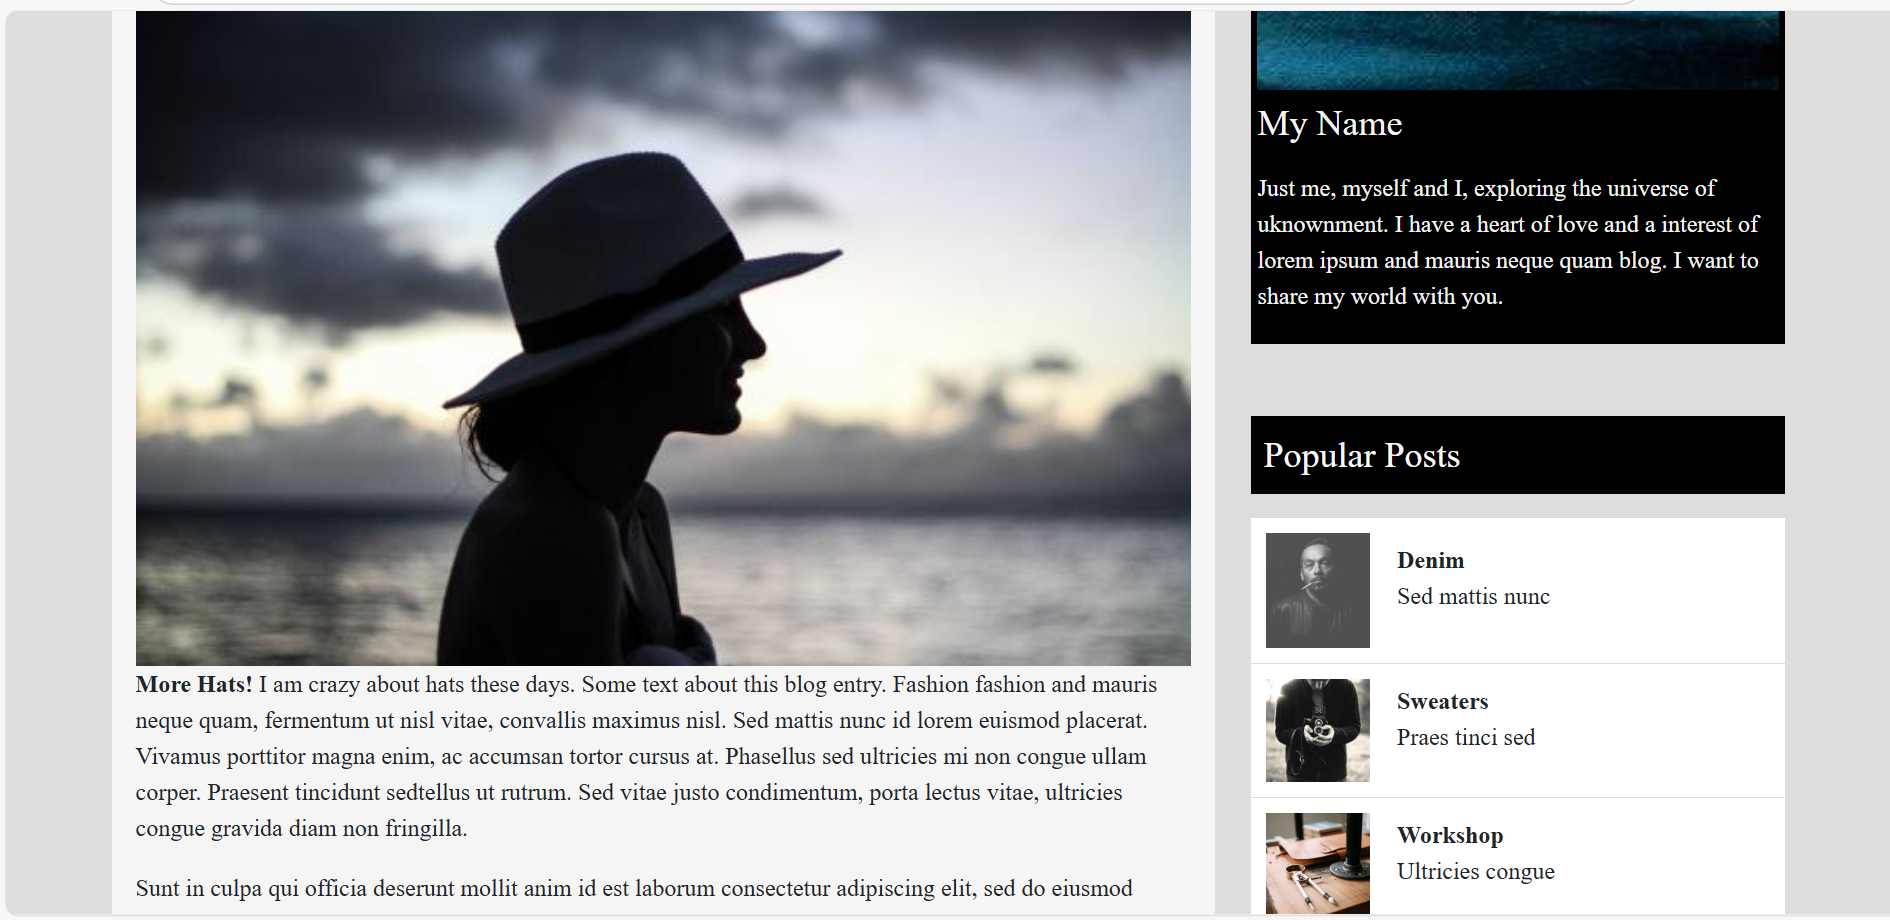 More Hats! I am crazy about hats these days. Some text about this blog entry. Fashion fashion and mauris
neque quam, fermentum ut nisl vitae, convallis maximus nisl. Sed mattis nunc id lorem euismod placerat.
Vivamus porttitor magna enim, ac accumsan tortor cursus at. Phasellus sed ultricies mi non congue ullam
corper. Praesent tincidunt sedtellus ut rutrum. Sed vitae justo condimentum, porta lectus vitae, ultricies
congue gravida diam non fringilla.
Sunt in culpa qui officia deserunt mollit anim id est laborum consectetur adipiscing elit, sed do eiusmod
My Name
Just me, myself and I, exploring the universe of
uknownment. I have a heart of love and a interest of
lorem ipsum and mauris neque quam blog. I want to
share my world with you.
Popular Posts
Denim
Sed mattis nunc
Sweaters
Praes tinci sed
Workshop
Ultricies congue